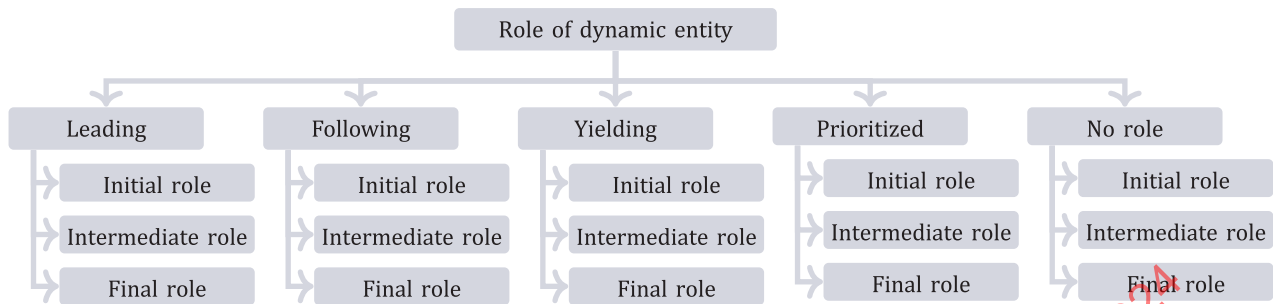 Role of dynamic entity
Leading
Initial role
Intermediate role
Final role
Following
Initial role
Intermediate role
Final role
Yielding
Initial role
Intermediate role
Final role
Prioritized
Initial role
Intermediate role
Final role
No role
Initial role
Intermediate role
Final role